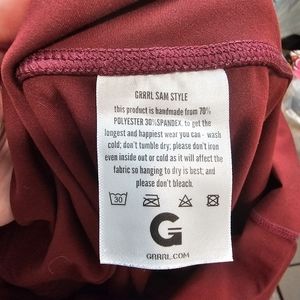 GRRRL SAM STYLE
this product is handmade from 70%
POLYESTER 30%SPANDEX. to get the
longest and happiest wear you can - wash
cold; don't tumble dry; please don't iron
even inside out or cold as it will affect the
fabric so hanging to dry is best; and
please don't bleach.
30
G
GRRRL.COM